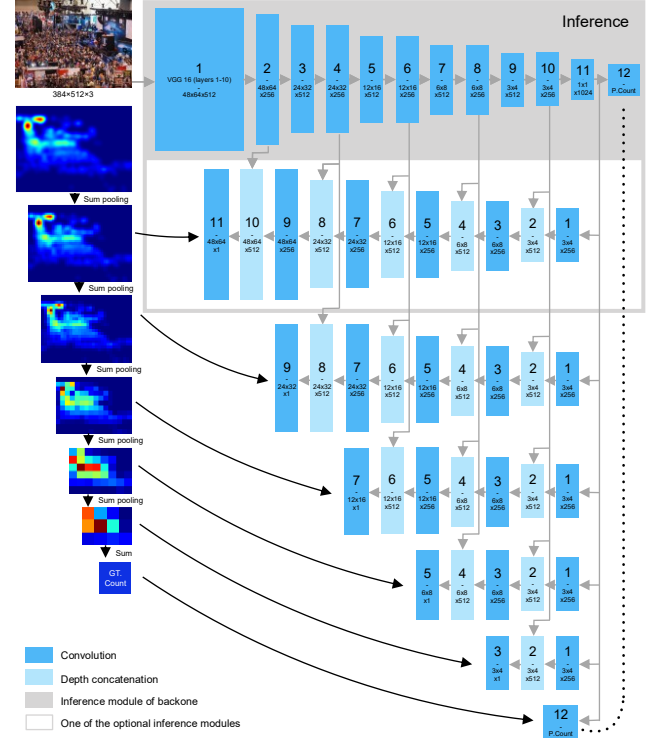 Inference
1
VGG 16 (layers 1-10)
-
48x64x512
2
-
48x64
x256
3
-
24x32
x512
4
-
24x32
x256
5
-
12x16
x512
6
-
12x16
x256
7
-
6x8
x512
8
-
6x8
x256
9
-
3x4
x512
10
-
3x4
x256
11
-
1x1
x1024
12
-
P.Count
384×512×3
Sum pooling
11
-
48x64
x1
10
-
48x64
x512
9
-
48x64
x256
8
-
24x32
x512
7
-
24x32
x256
6
-
12x16
x512
5
-
12x16
x256
4
-
6x8
x512
3
-
6x8
x256
2
-
3x4
x512
1
-
3x4
x256
Sum pooling
9
-
24x32
x1
8
-
24x32
x512
7
-
24x32
x256
6
-
12x16
x512
5
-
12x16
x256
4
-
6x8
x512
3
-
6x8
x256
2
-
3x4
x512
1
-
3x4
x256
Sum pooling
Sum pooling
7
-
12x16
x1
6
-
12x16
x512
5
-
12x16
x256
4
-
6x8
x512
3
-
6x8
x256
2
-
3x4
x512
1
-
3x4
x256
Sum pooling
Sum
GT.
Count
5
-
6x8
x1
4
-
6x8
x512
3
-
6x8
x256
2
-
3x4
x512
1
-
3x4
x256
3
-
3x4
x1
2
-
3x4
x512
1
-
3x4
x256
12
-
P.Count
Convolution
Depth concatenation
Inference module of backone
One of the optional inference modules